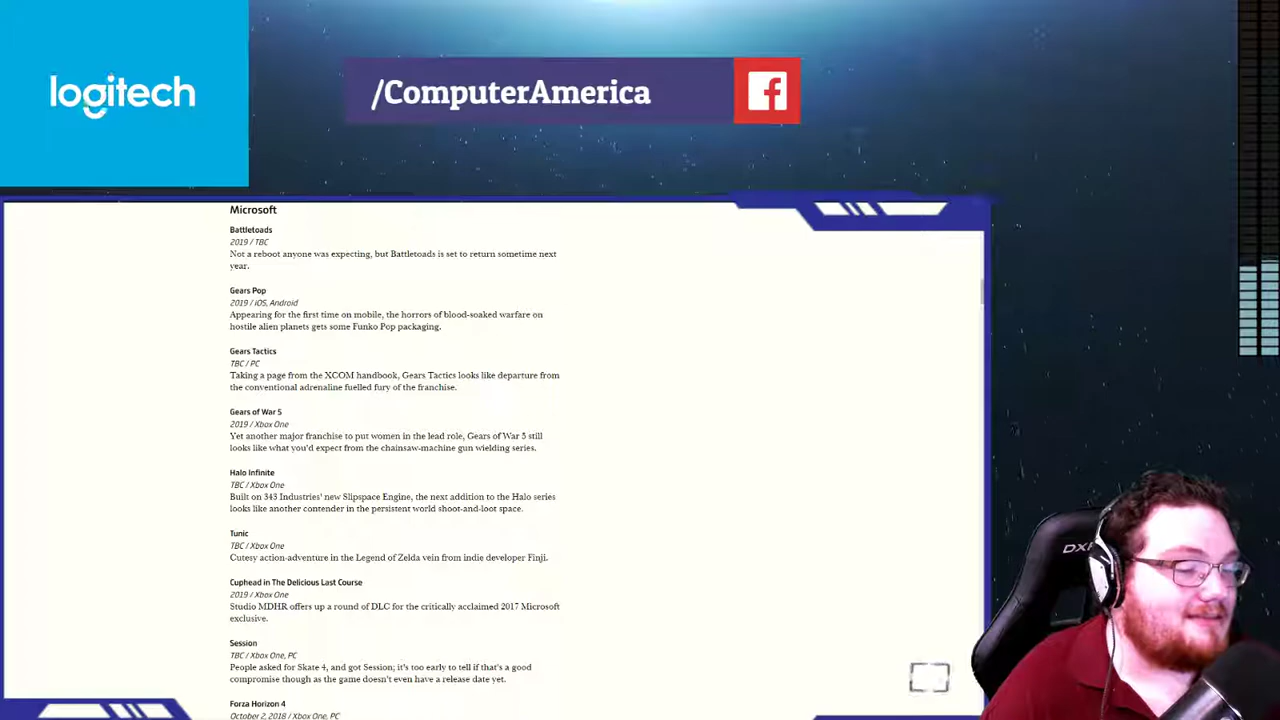 logitech
/ComputerAmerica
Microsoft
Battletoads
2019 / TBC
Not a reboot anyone was expecting, but Battletoads is set to return sometime next
year.
Gears Pop
2019 / iOS, Android
Appearing for the first time on mobile, the horrors of blood-soaked warfare on
hostile alien planets gets some Funko Pop packaging.
Gears Tactics
TBC / PC
Taking a page from the XCOM handbook, Gears Tactics looks like departure from
the conventional adrenaline fuelled fury of the franchise.
Gears of War 5
2019 / Xbox One
Yet another major franchise to put women in the lead role, Gears of War 5 still
looks like what you'd expect from the chainsaw-machine gun wielding series.
Halo Infinite
TBC / Xbox One
Built on 343 Industries' new Slipspace Engine, the next addition to the Halo series
looks like another contender in the persistent world shoot-and-loot space.
Tunic
TBC / Xbox One
Cutesy action-adventure in the Legend of Zelda vein from indie developer Finji.
Cuphead in The Delicious Last Course
2019 / Xbox One
Studio MDHR offers up a round of DLC for the critically acclaimed 2017 Microsoft
exclusive.
Session
TBC / Xbox One, PC
People asked for Skate 4, and got Session; it's too early to tell if that's a good
compromise though as the game doesn't even have a release date yet.
Forza Horizon 4
October 2, 2018 / Xbox One, PC